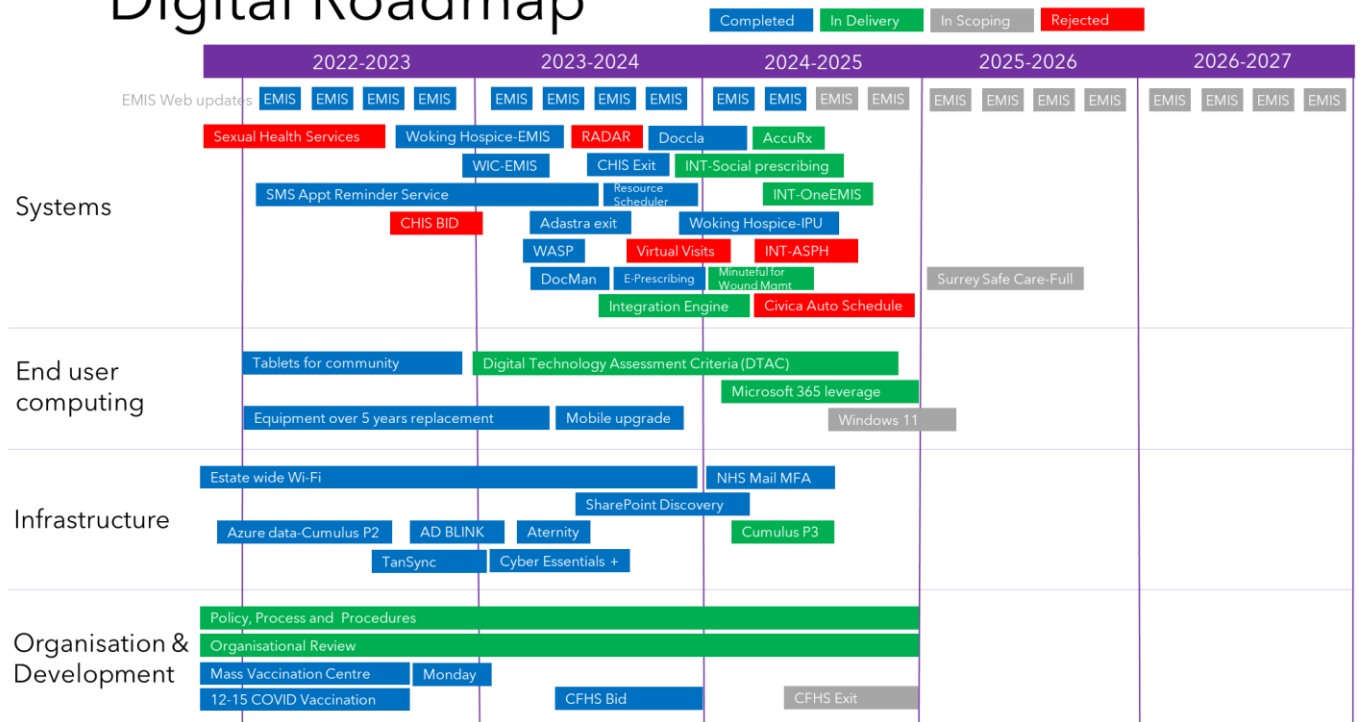 Digital Roadmap
Completed In Delivery In Scoping Rejected
2022-2023 2023-2024 2024-2025 2025-2026 2026-2027
EMIS Web updates EMIS EMIS EMIS EMIS EMIS EMIS EMIS EMIS EMIS EMIS EMIS EMIS EMIS EMIS EMIS EMIS EMIS EMIS EMIS EMIS
Systems
Sexual Health Services Woking Hospice-EMIS RADAR Doccla AccuRx
WIC-EMIS CHIS Exit INT-Social prescribing
SMS Appt Reminder Service Resource
Scheduler INT-OneEMIS
CHIS BID Adastra exit Woking Hospice-IPU
WASP Virtual Visits INT-ASPH
DocMan E-Prescribing Minuteful for
Wound Mgmt Surrey Safe Care-Full
Integration Engine Civica Auto Schedule
End user
computing
Tablets for community Digital Technology Assessment Criteria (DTAC)
Microsoft 365 leverage
Equipment over 5 years replacement Mobile upgrade Windows 11
Infrastructure
Estate wide Wi-Fi NHS Mail MFA
SharePoint Discovery
Azure data-Cumulus P2 AD BLINK Aternity Cumulus P3
TanSync Cyber Essentials +
Organisation &
Development
Policy, Process and Procedures
Organisational Review
Mass Vaccination Centre Monday
12-15 COVID Vaccination CFHS Bid CFHS Exit